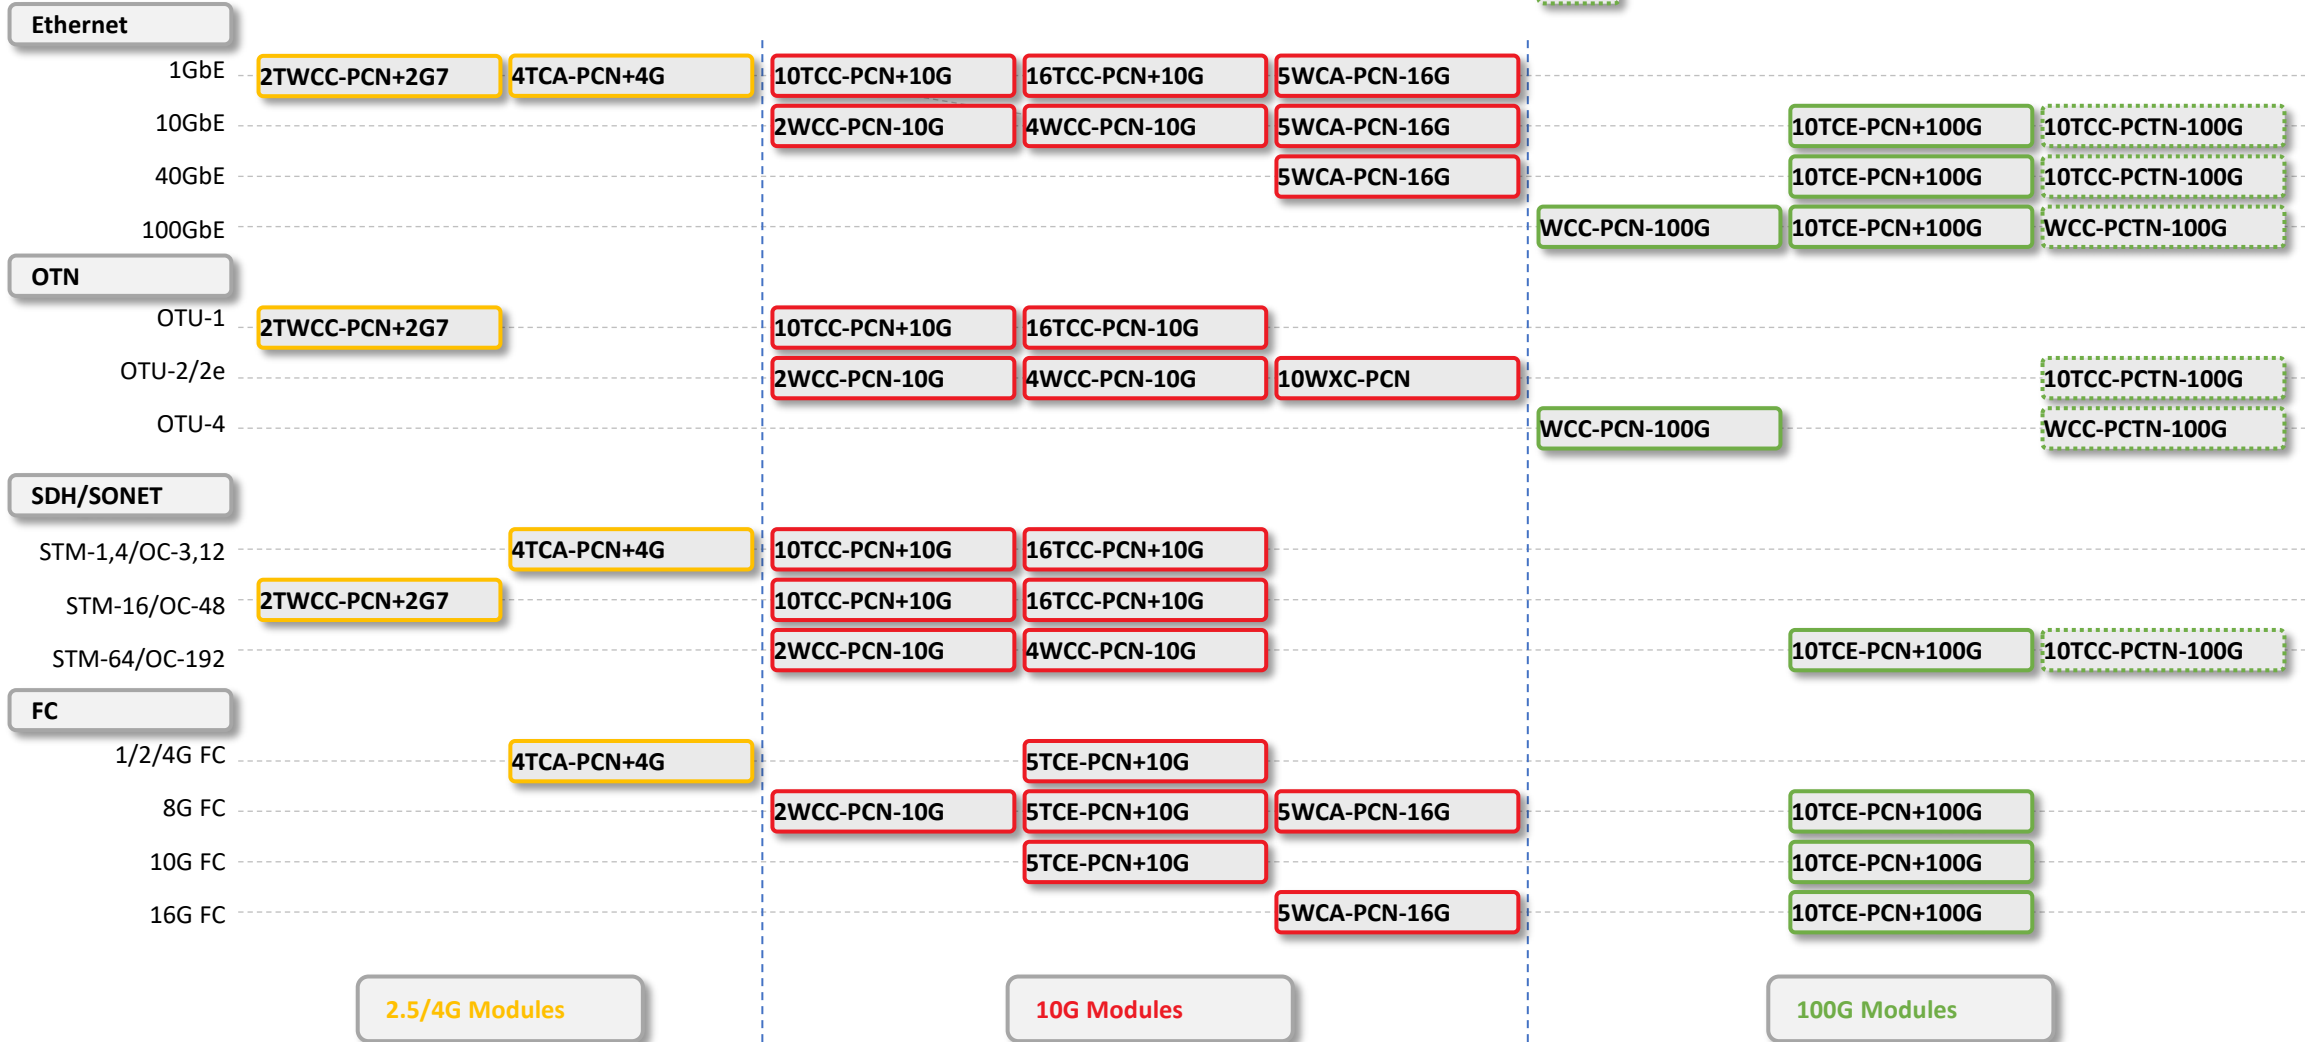 Ethernet
1GbE 2TWCC-PCN+2G7 4TCA-PCN+4G 10TCC-PCN+10G 16TCC-PCN+10G 5WCA-PCN-16G
10GbE 2WCC-PCN-10G 4WCC-PCN-10G 5WCA-PCN-16G 10TCE-PCN+100G 10TCC-PCTN-100G
40GbE 5WCA-PCN-16G 10TCE-PCN+100G 10TCC-PCTN-100G
100GbE WCC-PCN-100G 10TCE-PCN+100G WCC-PCTN-100G
OTN
OTU-1 2TWCC-PCN+2G7 10TCC-PCN+10G 16TCC-PCN-10G
OTU-2/2e 2WCC-PCN-10G 4WCC-PCN-10G 10WXC-PCN 10TCC-PCTN-100G
OTU-4 WCC-PCN-100G WCC-PCTN-100G
SDH/SONET
STM-1,4/OC-3,12 4TCA-PCN+4G 10TCC-PCN+10G 16TCC-PCN+10G
STM-16/OC-48 2TWCC-PCN+2G7 10TCC-PCN+10G 16TCC-PCN+10G
STM-64/OC-192 2WCC-PCN-10G 4WCC-PCN-10G 10TCE-PCN+100G 10TCC-PCTN-100G
FC
1/2/4G FC 4TCA-PCN+4G 5TCE-PCN+10G
8G FC 2WCC-PCN-10G 5TCE-PCN+10G 5WCA-PCN-16G 10TCE-PCN+100G
10G FC 5TCE-PCN+10G 10TCE-PCN+100G
16G FC 5WCA-PCN-16G 10TCE-PCN+100G
2.5/4G Modules 10G Modules 100G Modules